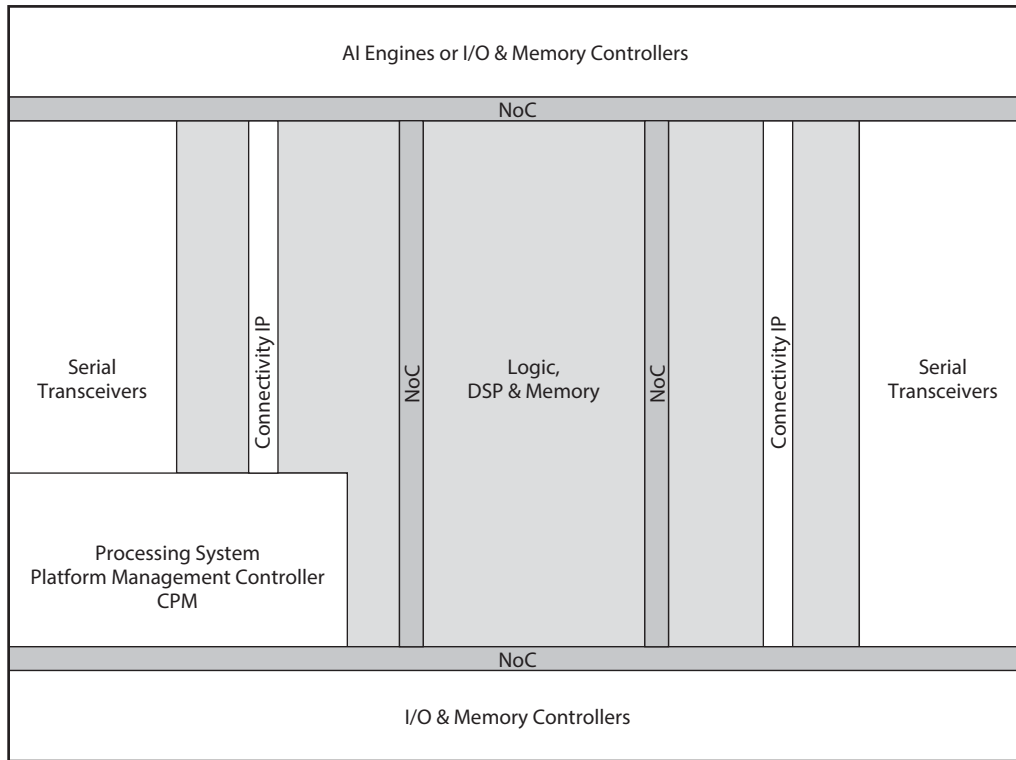 AI Engines or I/O & Memory Controllers
NoC
Serial
Transceivers
Connectivity IP
NoC
Logic,
DSP & Memory
NoC
Connectivity IP
Serial
Transceivers
Processing System
Platform Management Controller
CPM
NoC
I/O & Memory Controllers